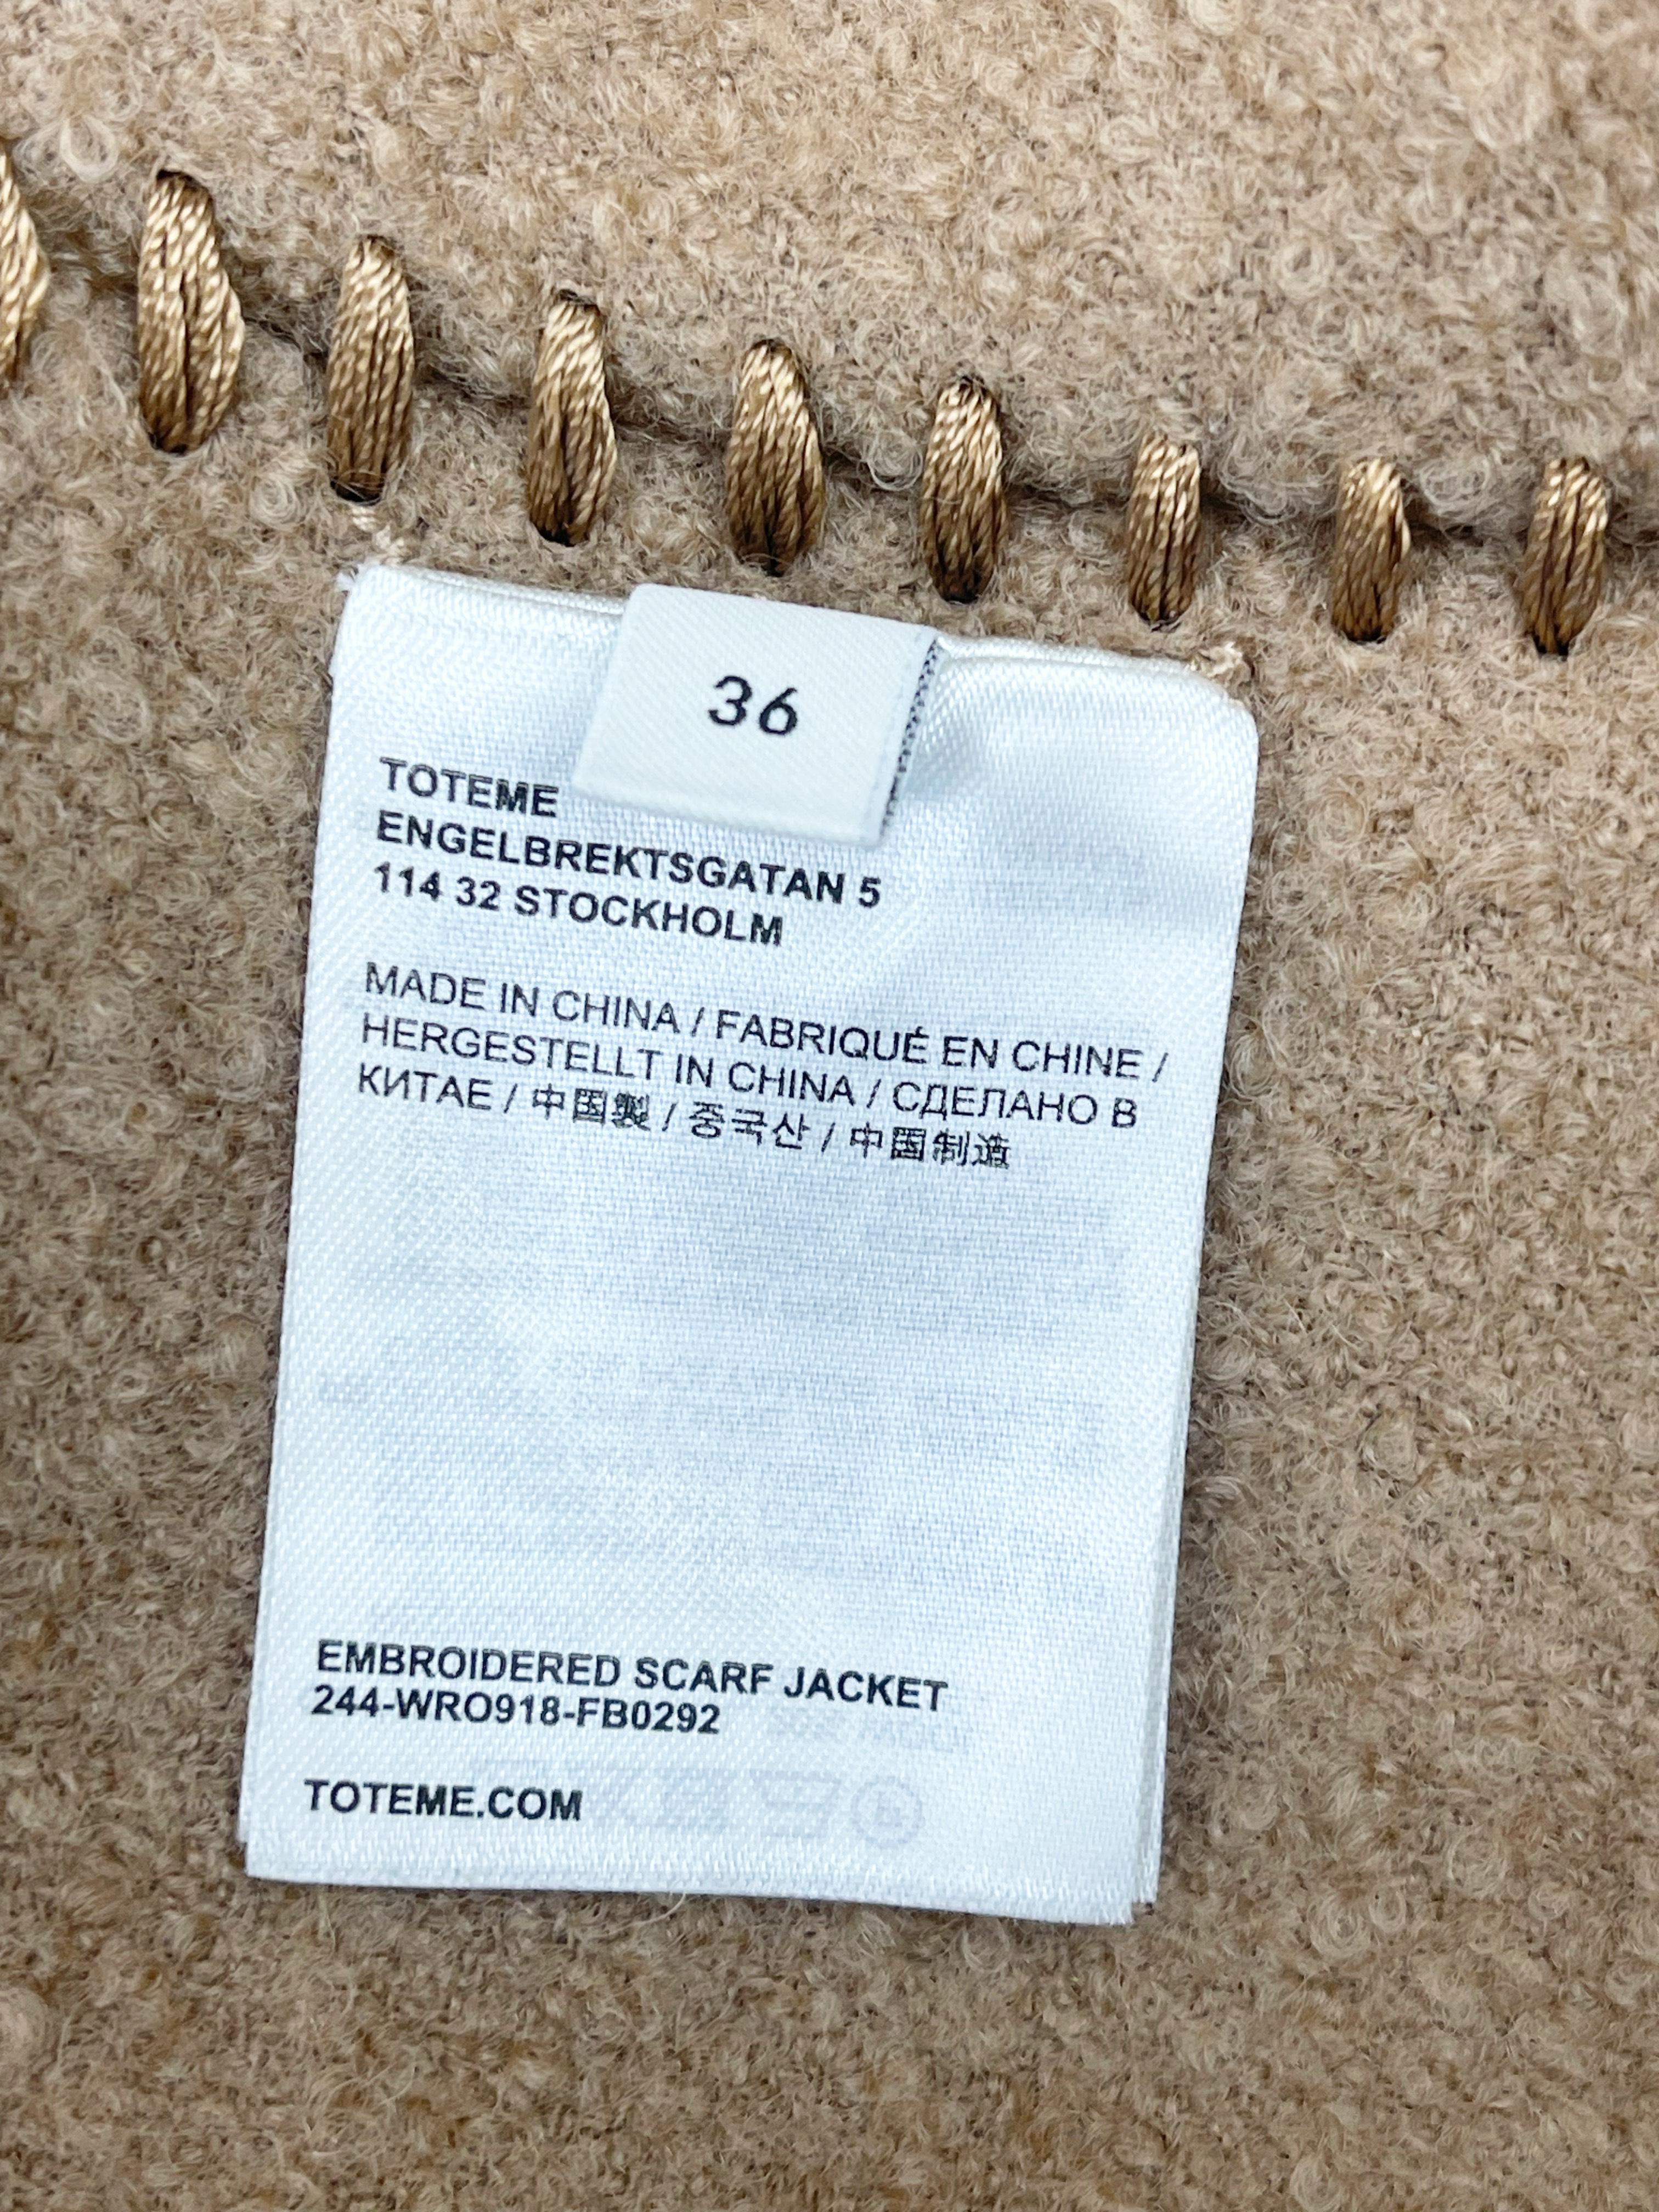 36
TOTEME
ENGELBREKTSGATAN 5
114 32 STOCKHOLM
MADE IN CHINA / FABRIQUÉ EN CHINE /
HERGESTELLT IN CHINA / СДЕЛАНО В
КИТАЕ / 中国製 / 중국산 / 中国制造
EMBROIDERED SCARF JACKET
244-WRO918-FB0292
TOTEME.COM